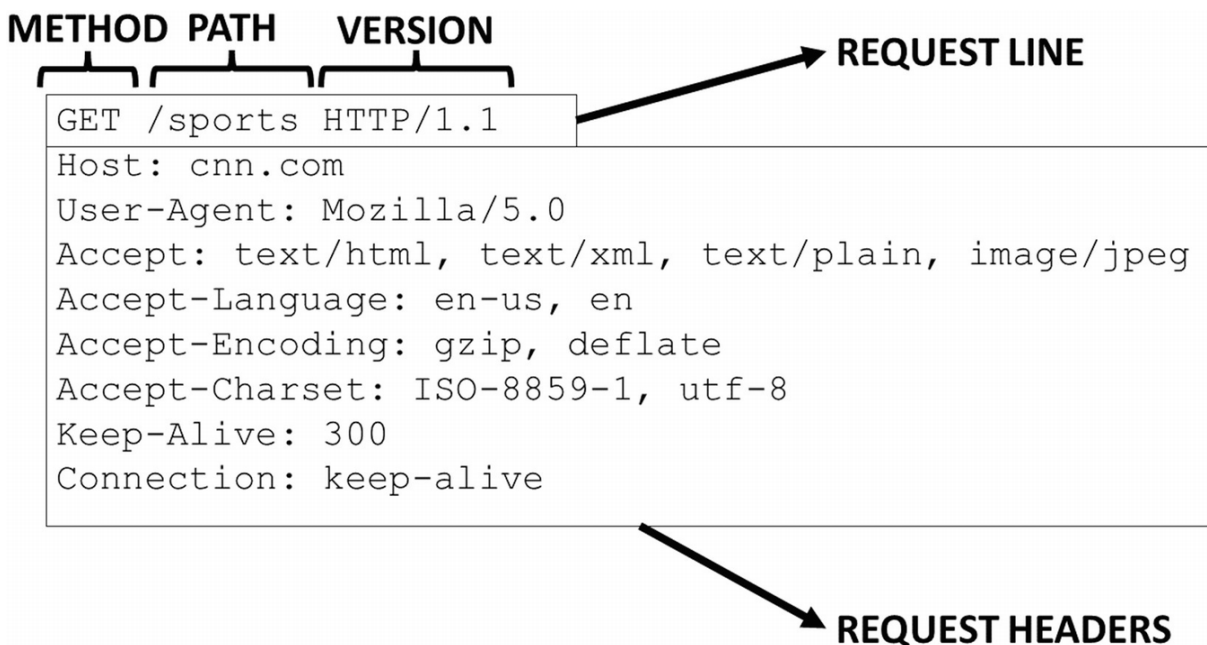 METHOD PATH VERSION
REQUEST LINE
GET /sports HTTP/1.1
Host: cnn.com
User-Agent: Mozilla/5.0
Accept: text/html, text/xml, text/plain, image/jpeg
Accept-Language: en-us, en
Accept-Encoding: gzip, deflate
Accept-Charset: ISO-8859-1, utf-8
Keep-Alive: 300
Connection: keep-alive
REQUEST HEADERS